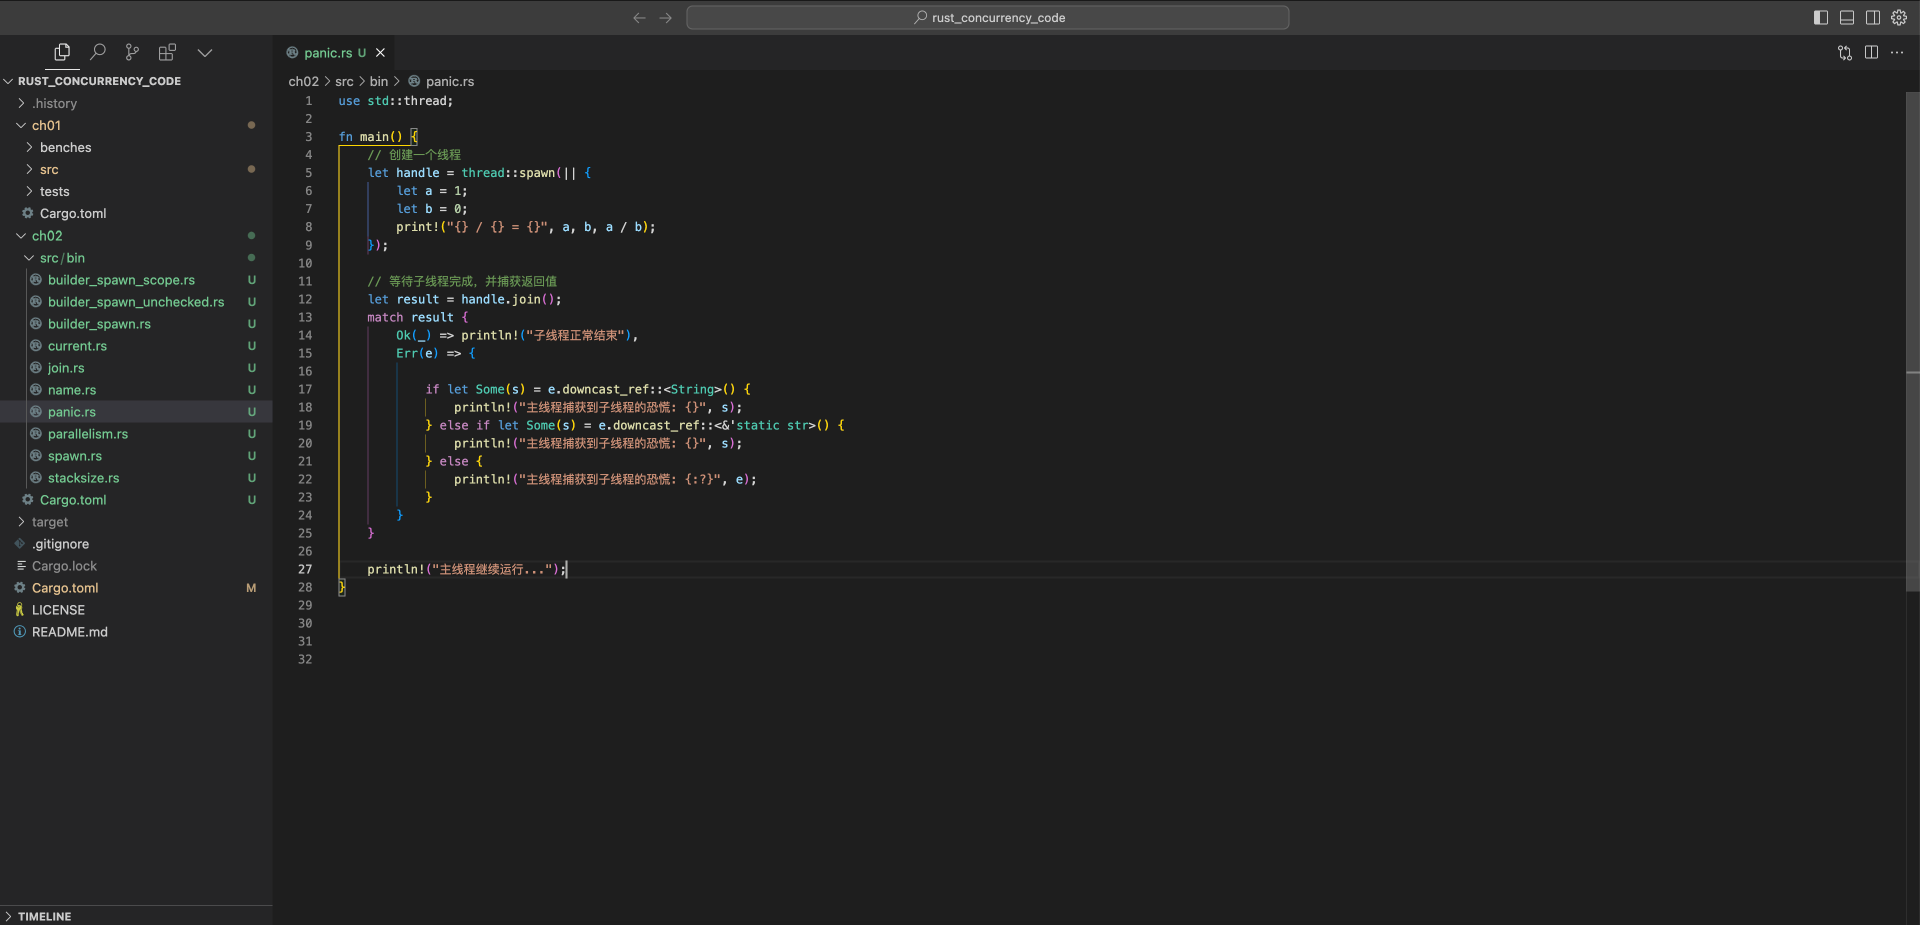 rust_concurrency_code
RUST_CONCURRENCY_CODE
.history
ch01
benches
src
tests
Cargo.toml
ch02
src/bin
builder_spawn_scope.rs U
builder_spawn_unchecked.rs U
builder_spawn.rs U
current.rs U
join.rs U
name.rs U
panic.rs U
parallelism.rs U
spawn.rs U
stacksize.rs U
Cargo.toml U
target
.gitignore
Cargo.lock
Cargo.toml M
LICENSE
README.md
TIMELINE
panic.rs U
ch02 > src > bin > panic.rs
1 use std::thread;
2
3 fn main() {
4 // 创建一个线程
5 let handle = thread::spawn(|| {
6 let a = 1;
7 let b = 0;
8 print!("{} / {} = {}", a, b, a / b);
9 });
10
11 // 等待子线程完成，并捕获返回值
12 let result = handle.join();
13 match result {
14 Ok(_) => println!("子线程正常结束"),
15 Err(e) => {
16
17 if let Some(s) = e.downcast_ref::<String>() {
18 println!("主线程捕获到子线程的恐慌: {}", s);
19 } else if let Some(s) = e.downcast_ref::<&'static str>() {
20 println!("主线程捕获到子线程的恐慌: {}", s);
21 } else {
22 println!("主线程捕获到子线程的恐慌: {:?}", e);
23 }
24 }
25 }
26
27 println!("主线程继续运行...");
28 }
29
30
31
32